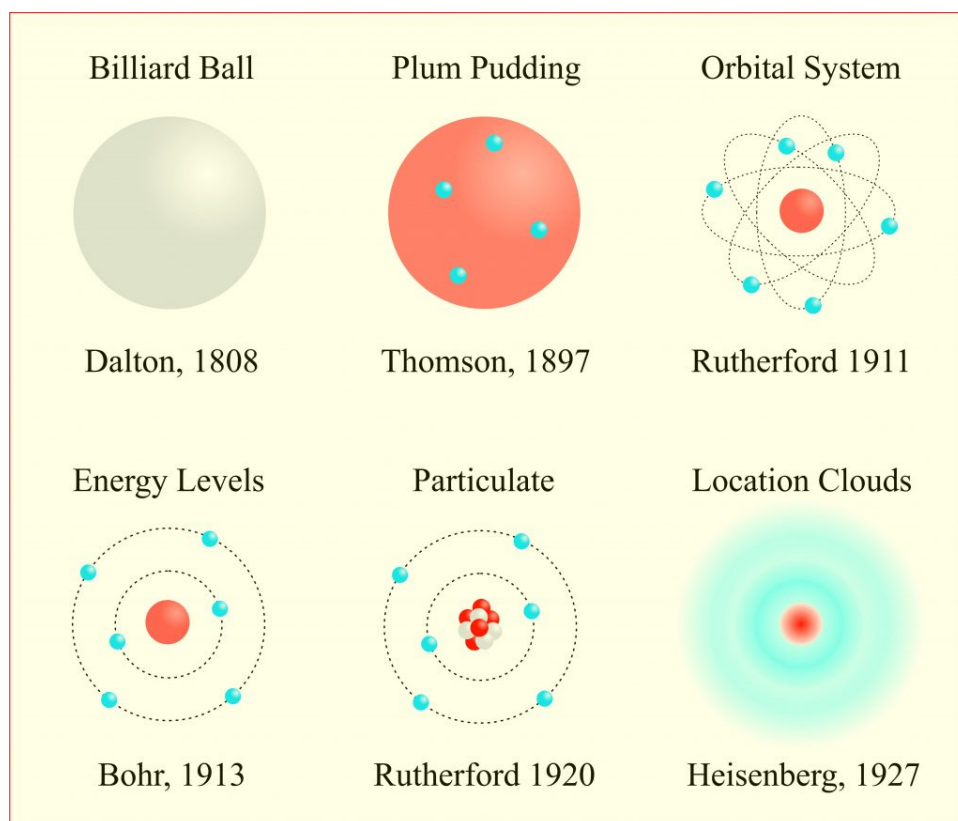 Billiard Ball
Plum Pudding
Orbital System
Dalton, 1808
Thomson, 1897
Rutherford 1911
Energy Levels
Particulate
Location Clouds
Bohr, 1913
Rutherford 1920
Heisenberg, 1927